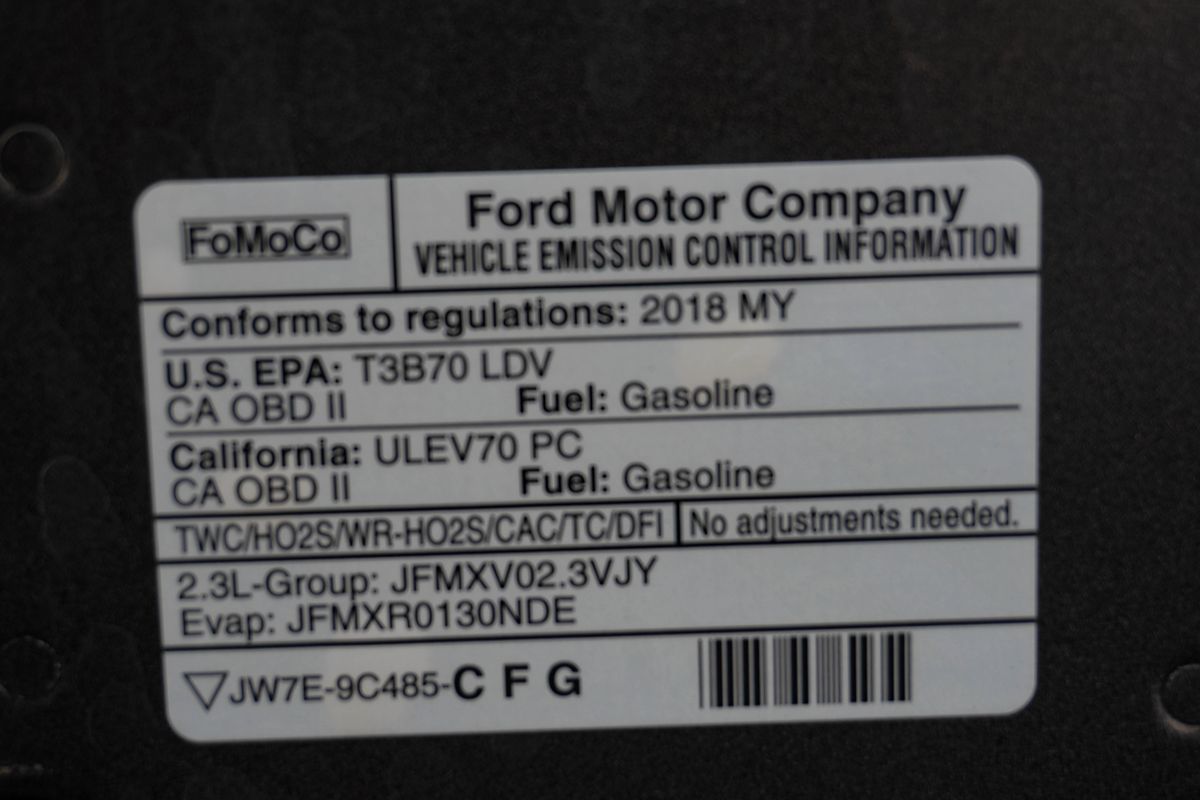 FoMoCo
Ford Motor Company
VEHICLE EMISSION CONTROL INFORMATION
Conforms to regulations: 2018 MY
U.S. EPA: T3B70 LDV
CA OBD II Fuel: Gasoline
California: ULEV70 PC
CA OBD II Fuel: Gasoline
TWC/HO2S/WR-HO2S/CAC/TC/DFI No adjustments needed.
2.3L-Group: JFMXV02.3VJY
Evap: JFMXR0130NDE
JW7E-9C485-C F G